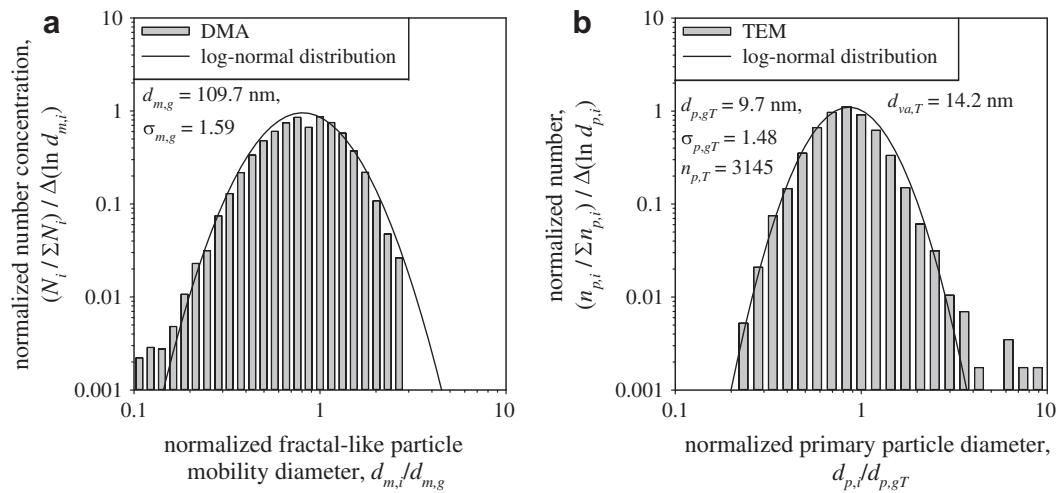 a
normalized number concentration,
(N_i / ΣN_i) / Δ(ln d_{m,i})
10
1
0.1
0.01
0.001
DMA
log-normal distribution
d_{m,g} = 109.7 nm,
σ_{m,g} = 1.59
0.1
1
10
normalized fractal-like particle
mobility diameter, d_{m,i}/d_{m,g}
b
normalized number,
(n_{p,i} / Σn_{p,i}) / Δ(ln d_{p,i})
10
1
0.1
0.01
0.001
TEM
log-normal distribution
d_{p,gT} = 9.7 nm,
d_{va,T} = 14.2 nm
σ_{p,gT} = 1.48
n_{p,T} = 3145
0.1
1
10
normalized primary particle diameter,
d_{p,i}/d_{p,gT}